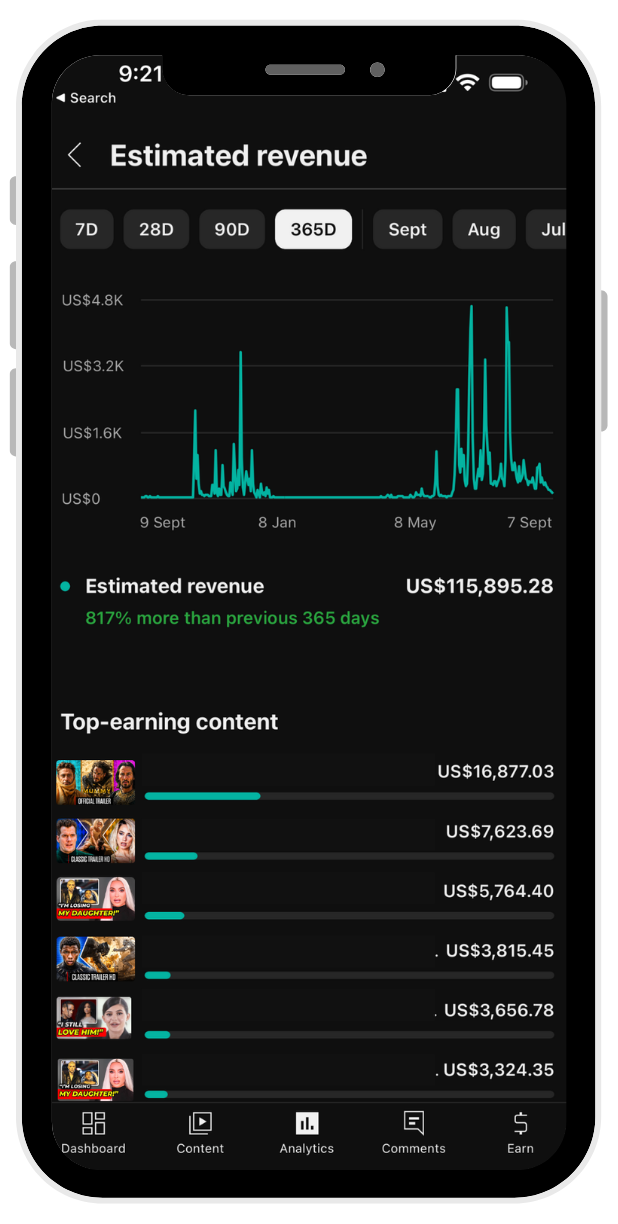 9:21
◀ Search
Estimated revenue
7D 28D 90D 365D Sept Aug Jul
US$4.8K
US$3.2K
US$1.6K
US$0
9 Sept 8 Jan 8 May 7 Sept
Estimated revenue US$115,895.28
817% more than previous 365 days
Top-earning content
MUMMY
OFFICIAL TRAILER
US$16,877.03
CLASSIC TRAILER HD
US$7,623.69
"I'M LOSING
MY DAUGHTER!"
US$5,764.40
CLASSIC TRAILER HD
. US$3,815.45
"I STILL
LOVE HIM!"
. US$3,656.78
"I'M LOSING
MY DAUGHTER!"
. US$3,324.35
Dashboard Content Analytics Comments Earn